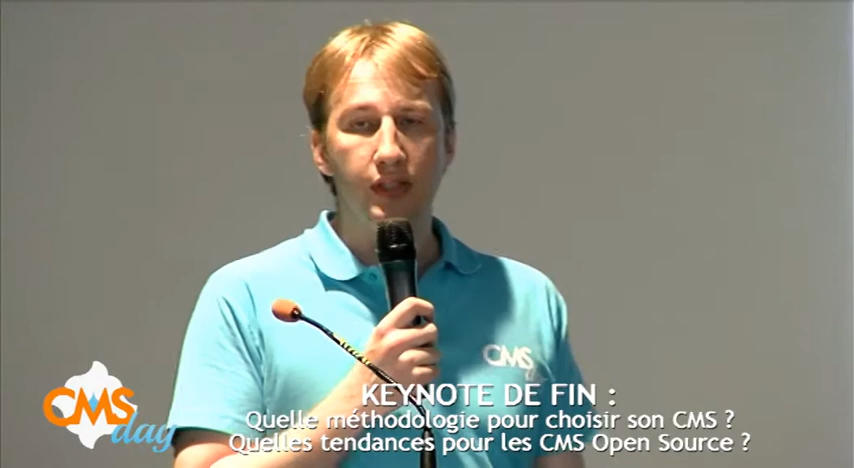 CMS
KEYNOTE DE FIN :
Quelle méthodologie pour choisir son CMS ?
Quelles tendances pour les CMS Open Source ?
CMS
day